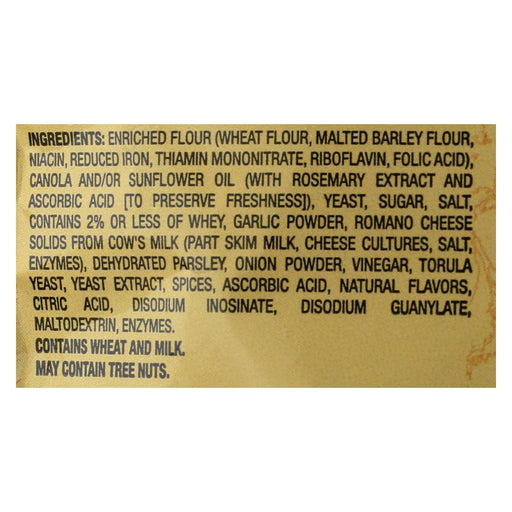 INGREDIENTS: ENRICHED FLOUR (WHEAT FLOUR, MALTED BARLEY FLOUR,
NIACIN, REDUCED IRON, THIAMIN MONONITRATE, RIBOFLAVIN, FOLIC ACID),
CANOLA AND/OR SUNFLOWER OIL (WITH ROSEMARY EXTRACT AND
ASCORBIC ACID [TO PRESERVE FRESHNESS]), YEAST, SUGAR, SALT,
CONTAINS 2% OR LESS OF WHEY, GARLIC POWDER, ROMANO CHEESE
SOLIDS FROM COW'S MILK (PART SKIM MILK, CHEESE CULTURES, SALT,
ENZYMES), DEHYDRATED PARSLEY, ONION POWDER, VINEGAR, TORULA
YEAST, YEAST EXTRACT, SPICES, ASCORBIC ACID, NATURAL FLAVORS,
CITRIC ACID, DISODIUM INOSINATE, DISODIUM GUANYLATE,
MALTODEXTRIN, ENZYMES.
CONTAINS WHEAT AND MILK.
MAY CONTAIN TREE NUTS.